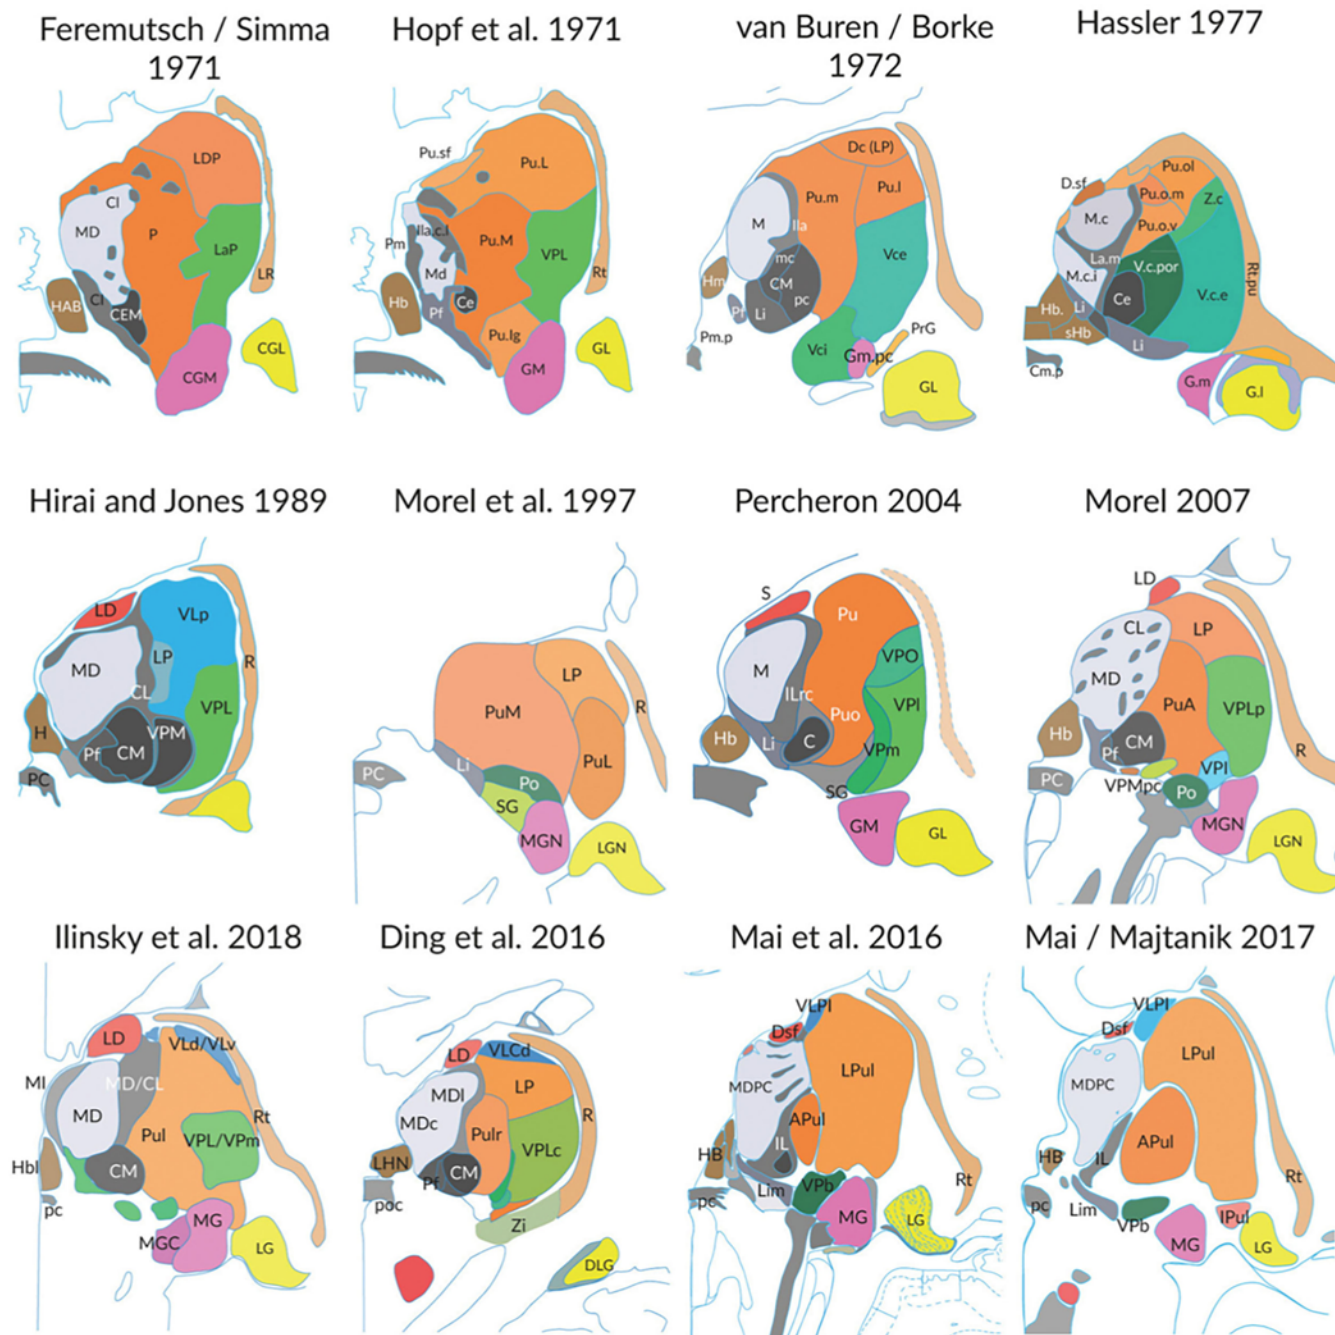 Feremutsch / Simma
1971
Hopf et al. 1971
van Buren / Borke
1972
Hassler 1977
LDP
CI
MD
P
LaP
LR
HAB
CI
CEM
CGL
CGM
Pu.sf
Pu.L
IIa,c.l
Pm
Pu.M
VPL
Md
Rt
Hb
Ce
Pf
Pu.Ig
GM
GL
Dc (LP)
Pu.m
Pu.l
M
IIa
Vce
mc
Hm
CM
pc
Pf
Li
Pm.p
PrG
Vci
Gm.pc
GL
Pu.ol
D.sf
Pu.o.m
Z.c
M.c
Pu.o.v
La.m
V.c.por
M.c.i
Rt.pu
Ce
V.c.e
Hb.
Li
sHb
Li
Cm.p
G.m
G.l
Hirai and Jones 1989
Morel et al. 1997
Percheron 2004
Morel 2007
LD
VLp
LP
MD
R
CL
VPL
H
VPM
Pf
CM
PC
LP
PuM
R
PuL
Li
PC
Po
SG
MGN
LGN
S
Pu
VPO
M
ILrc
VPl
Puo
Hb
Li
C
VPm
SG
GM
GL
LD
CL
LP
MD
PuA
VPLp
Hb
CM
Pf
R
VPI
PC
VPMpc
Po
MGN
LGN
Ilinsky et al. 2018
Ding et al. 2016
Mai et al. 2016
Mai / Majtanik 2017
LD
VLd/VLv
Ml
MD/CL
MD
Rt
Pul
VPL/VPm
Hbl
CM
pc
MG
MGC
LG
LD
VLCd
MDl
LP
MDc
R
Pulr
VPLc
LHN
CM
Pf
poc
Zi
DLG
VLPl
Dsf
LPul
MDPC
APul
HB
IL
Rt
Lim
VPb
pc
MG
LG
VLPl
Dsf
LPul
MDPC
APul
HB
IL
Rt
pc
Lim
VPb
IPul
MG
LG